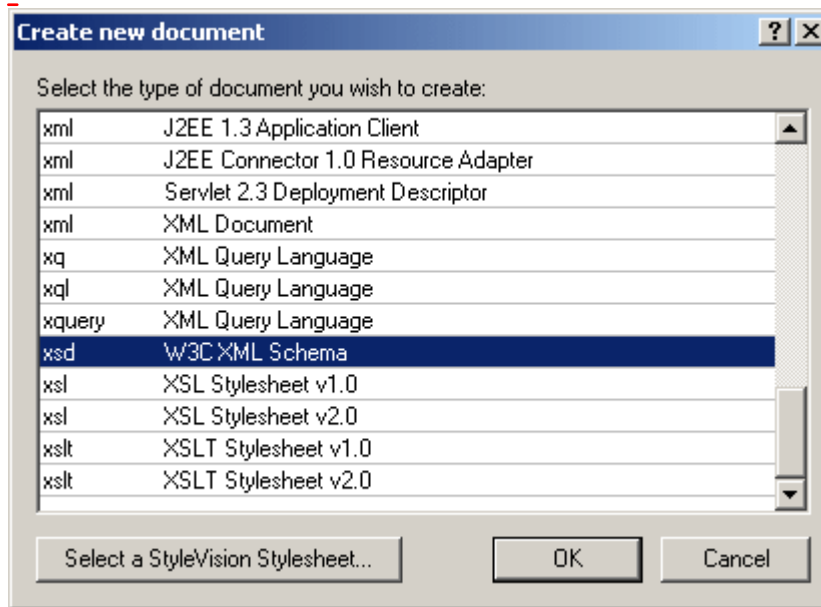 Create new document
Select the type of document you wish to create:
xml J2EE 1.3 Application Client
xml J2EE Connector 1.0 Resource Adapter
xml Servlet 2.3 Deployment Descriptor
xml XML Document
xq XML Query Language
xql XML Query Language
xquery XML Query Language
xsd W3C XML Schema
xsl XSL Stylesheet v1.0
xsl XSL Stylesheet v2.0
xslt XSLT Stylesheet v1.0
xslt XSLT Stylesheet v2.0
Select a StyleVision Stylesheet... OK Cancel